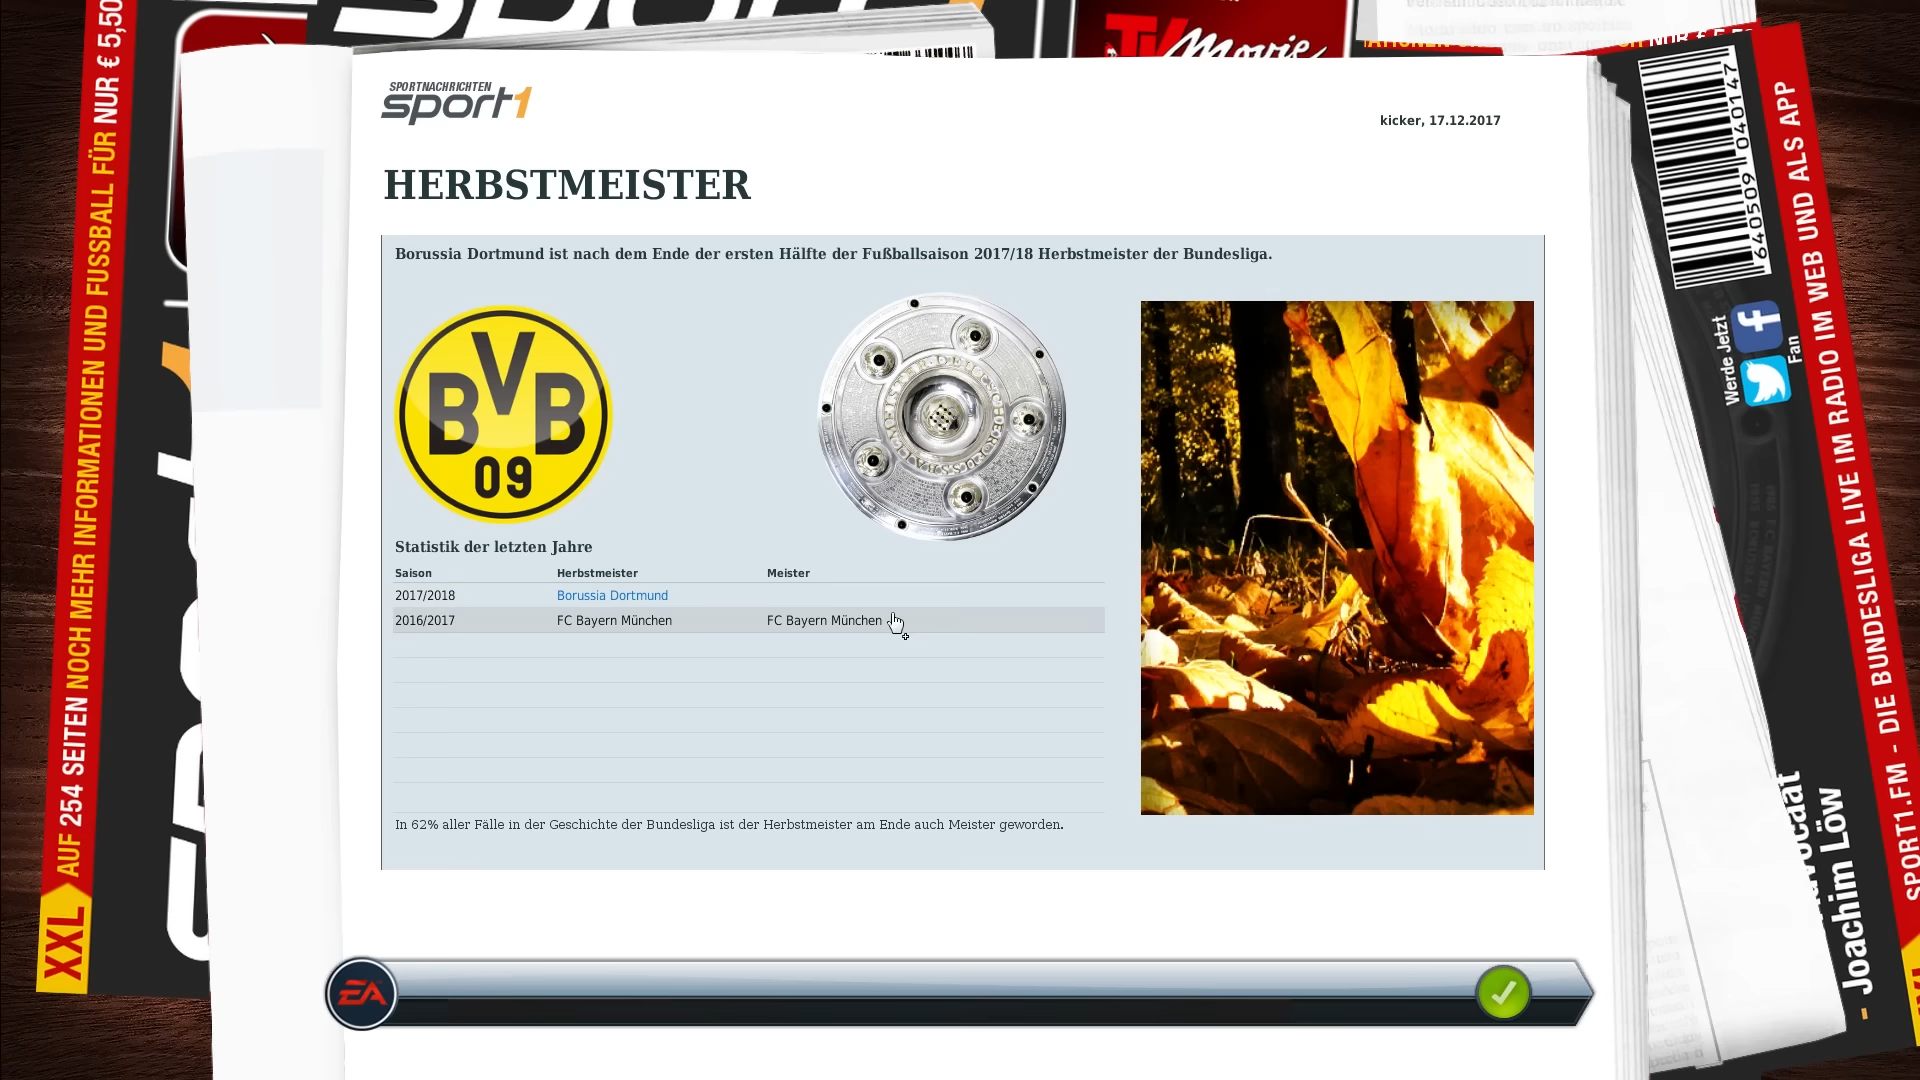 SPORTNACHRICHTEN
sport1
kicker, 17.12.2017
HERBSTMEISTER
Borussia Dortmund ist nach dem Ende der ersten Hälfte der Fußballsaison 2017/18 Herbstmeister der Bundesliga.
BVB
09
Statistik der letzten Jahre
Saison Herbstmeister Meister
2017/2018 Borussia Dortmund
2016/2017 FC Bayern München FC Bayern München
In 62% aller Fälle in der Geschichte der Bundesliga ist der Herbstmeister am Ende auch Meister geworden.
EA
XXL AUF 254 SEITEN NOCH MEHR INFORMATIONEN UND FUSSBALL FÜR NUR € 5,50
TV Movie
640509 040147
Werde Jetzt
Fan
SPORT1.FM - DIE BUNDESLIGA LIVE IM RADIO IM WEB UND ALS APP
- Joachim Löw